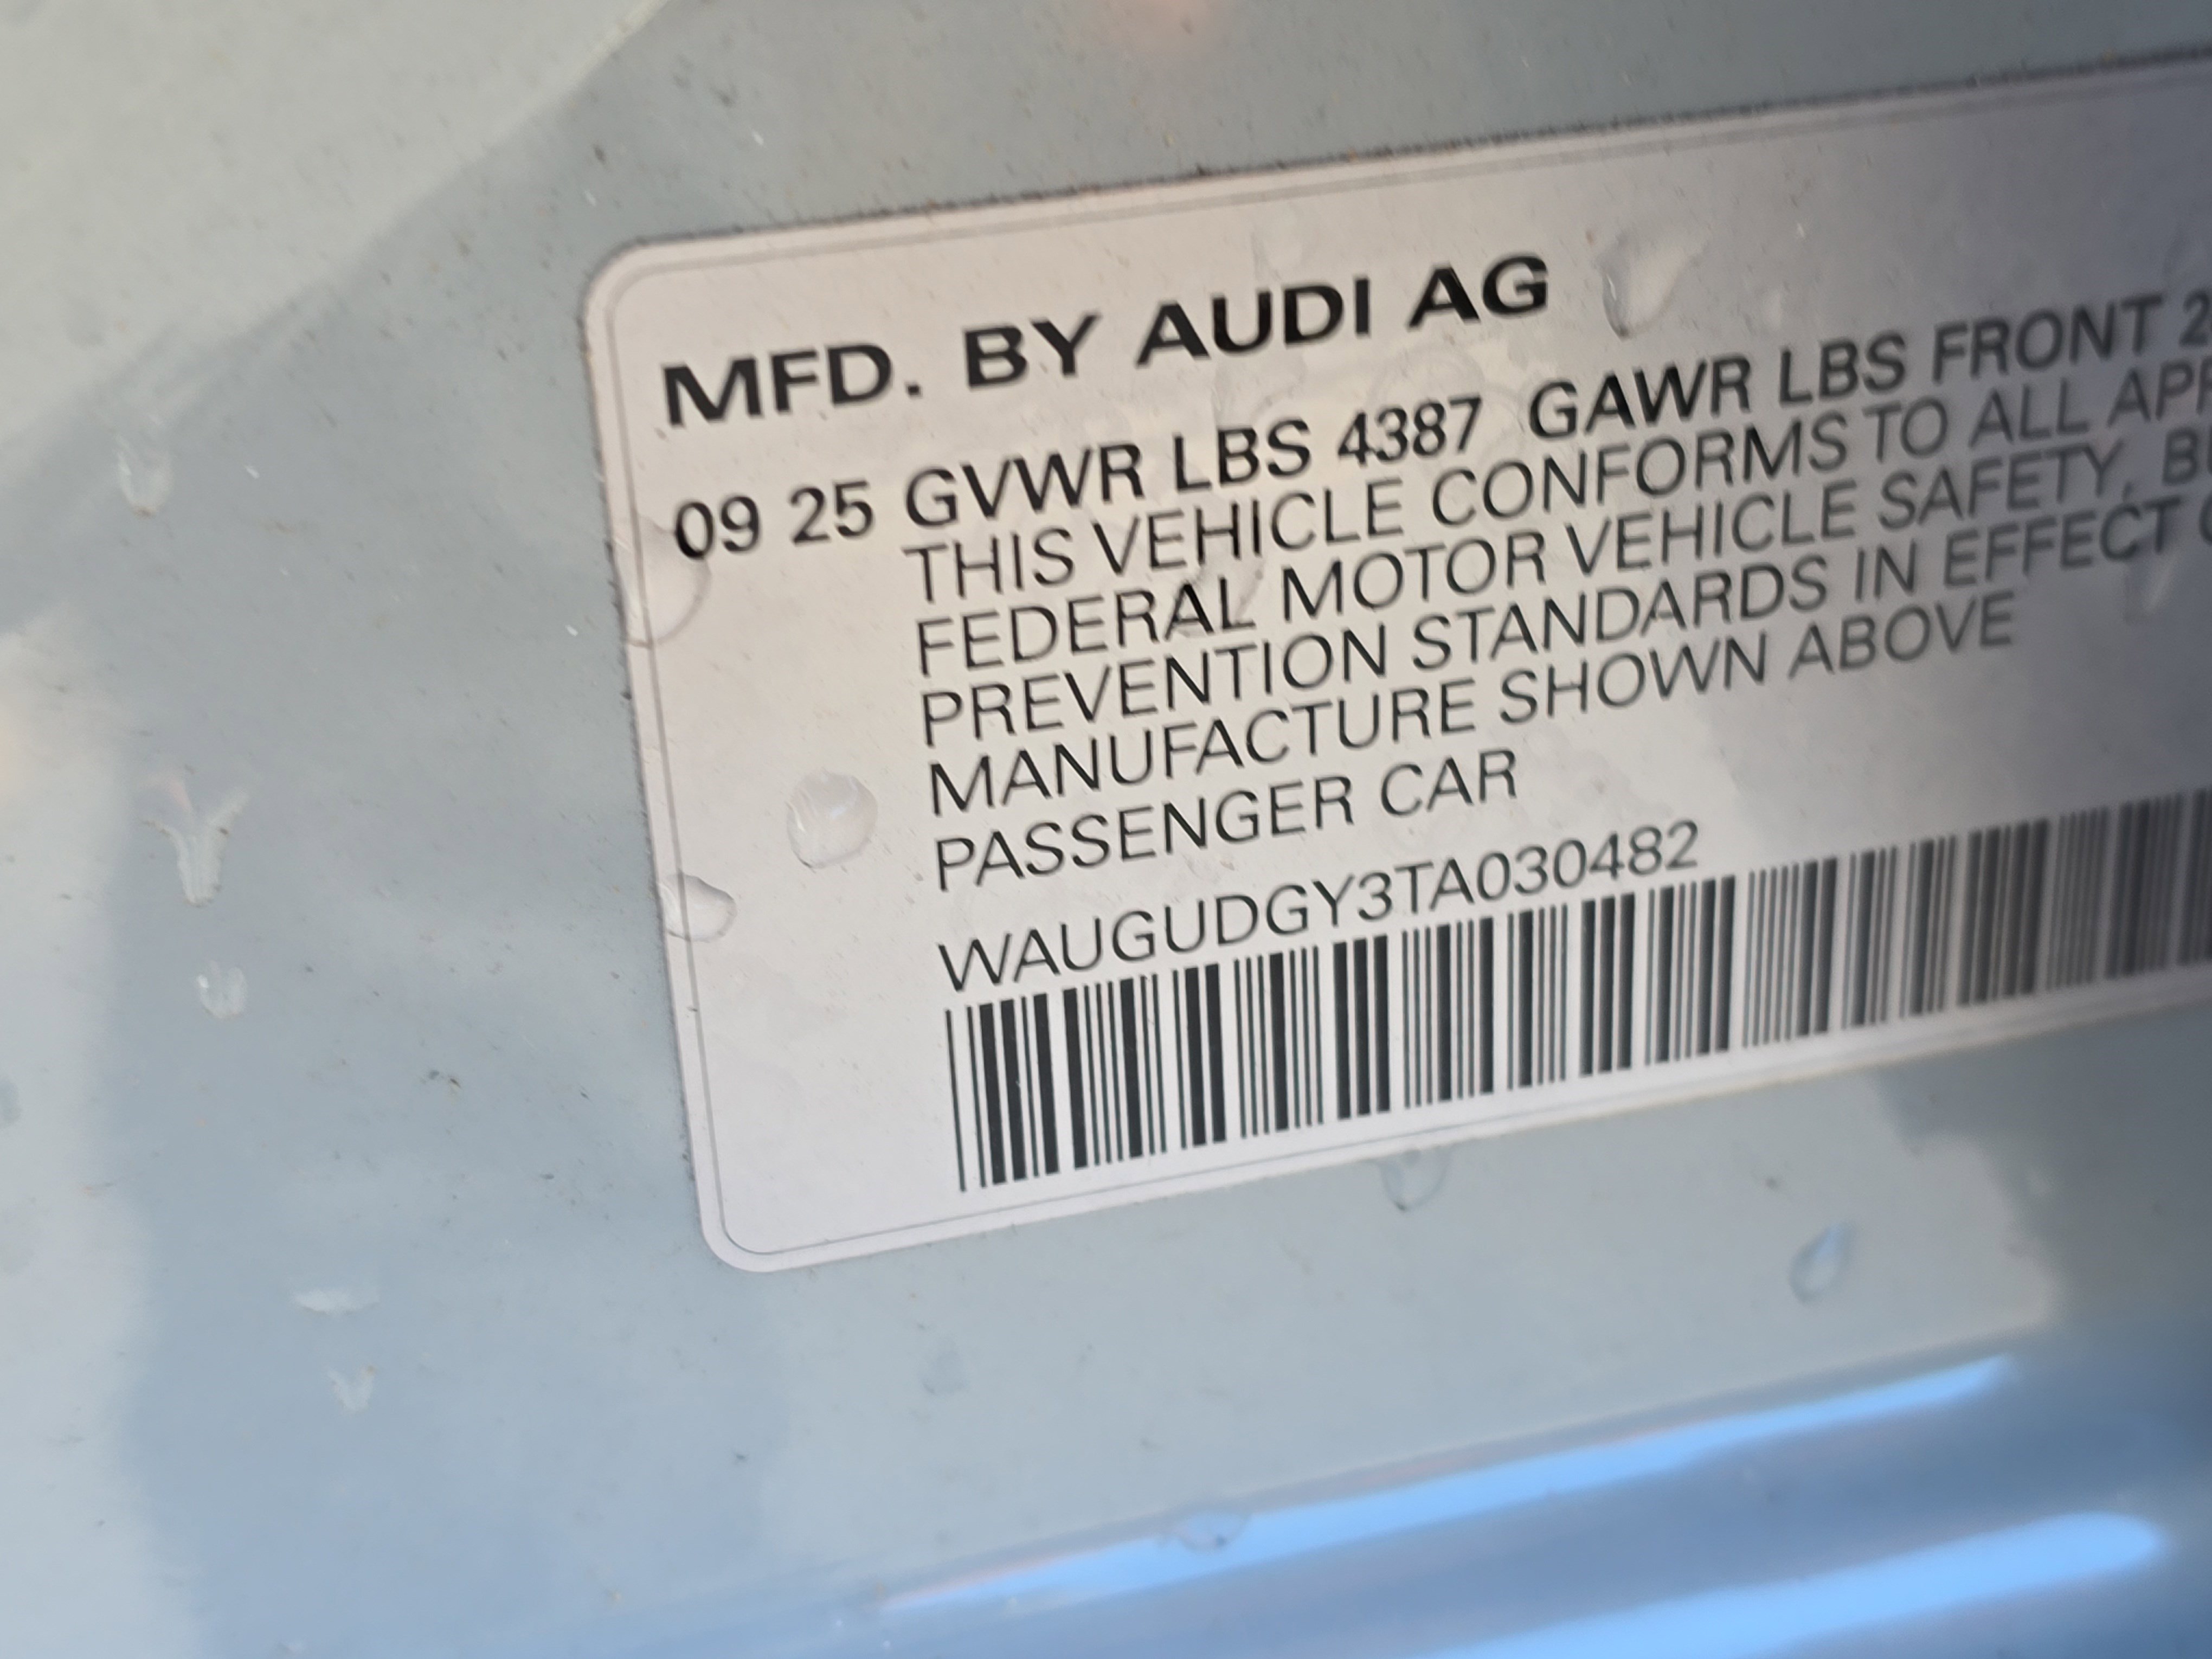 MFD. BY AUDI AG
09 25 GVWR LBS 4387 GAWR LBS FRONT
THIS VEHICLE CONFORMS TO ALL
FEDERAL MOTOR VEHICLE SAFETY,
PREVENTION STANDARDS IN EFFECT
MANUFACTURE SHOWN ABOVE
PASSENGER CAR
WAUGUDGY3TA030482